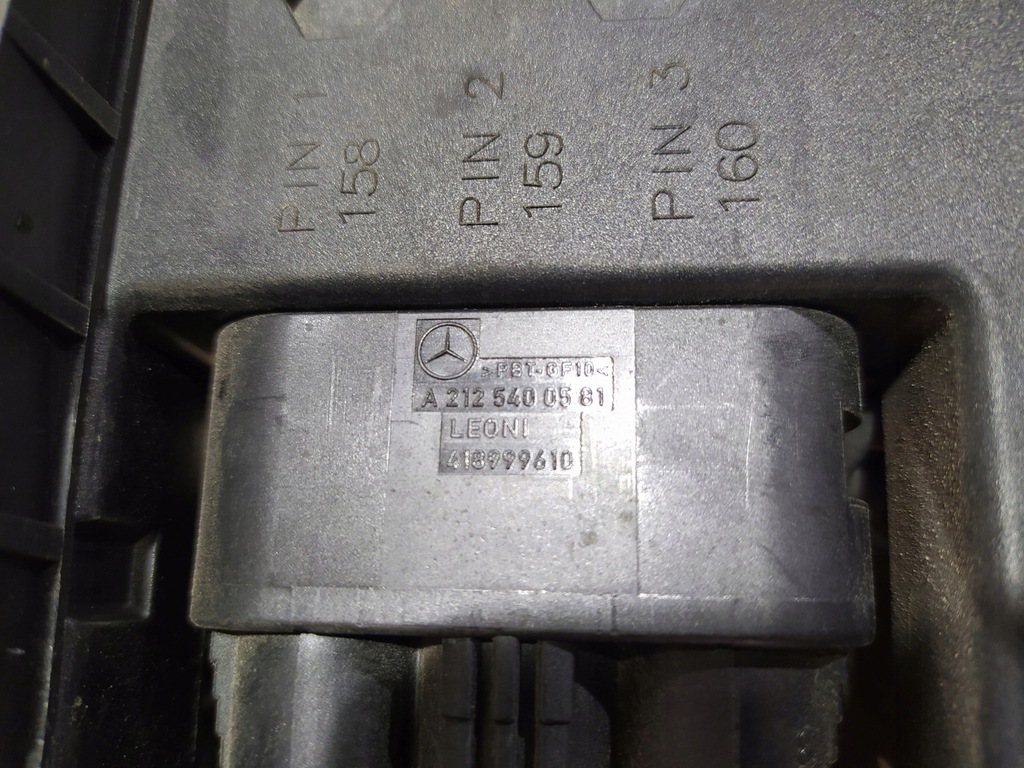 PIN 1
158
PIN 2
159
PIN 3
160
>PBT-GF10<
A 212 540 05 81
LEONI
418999610